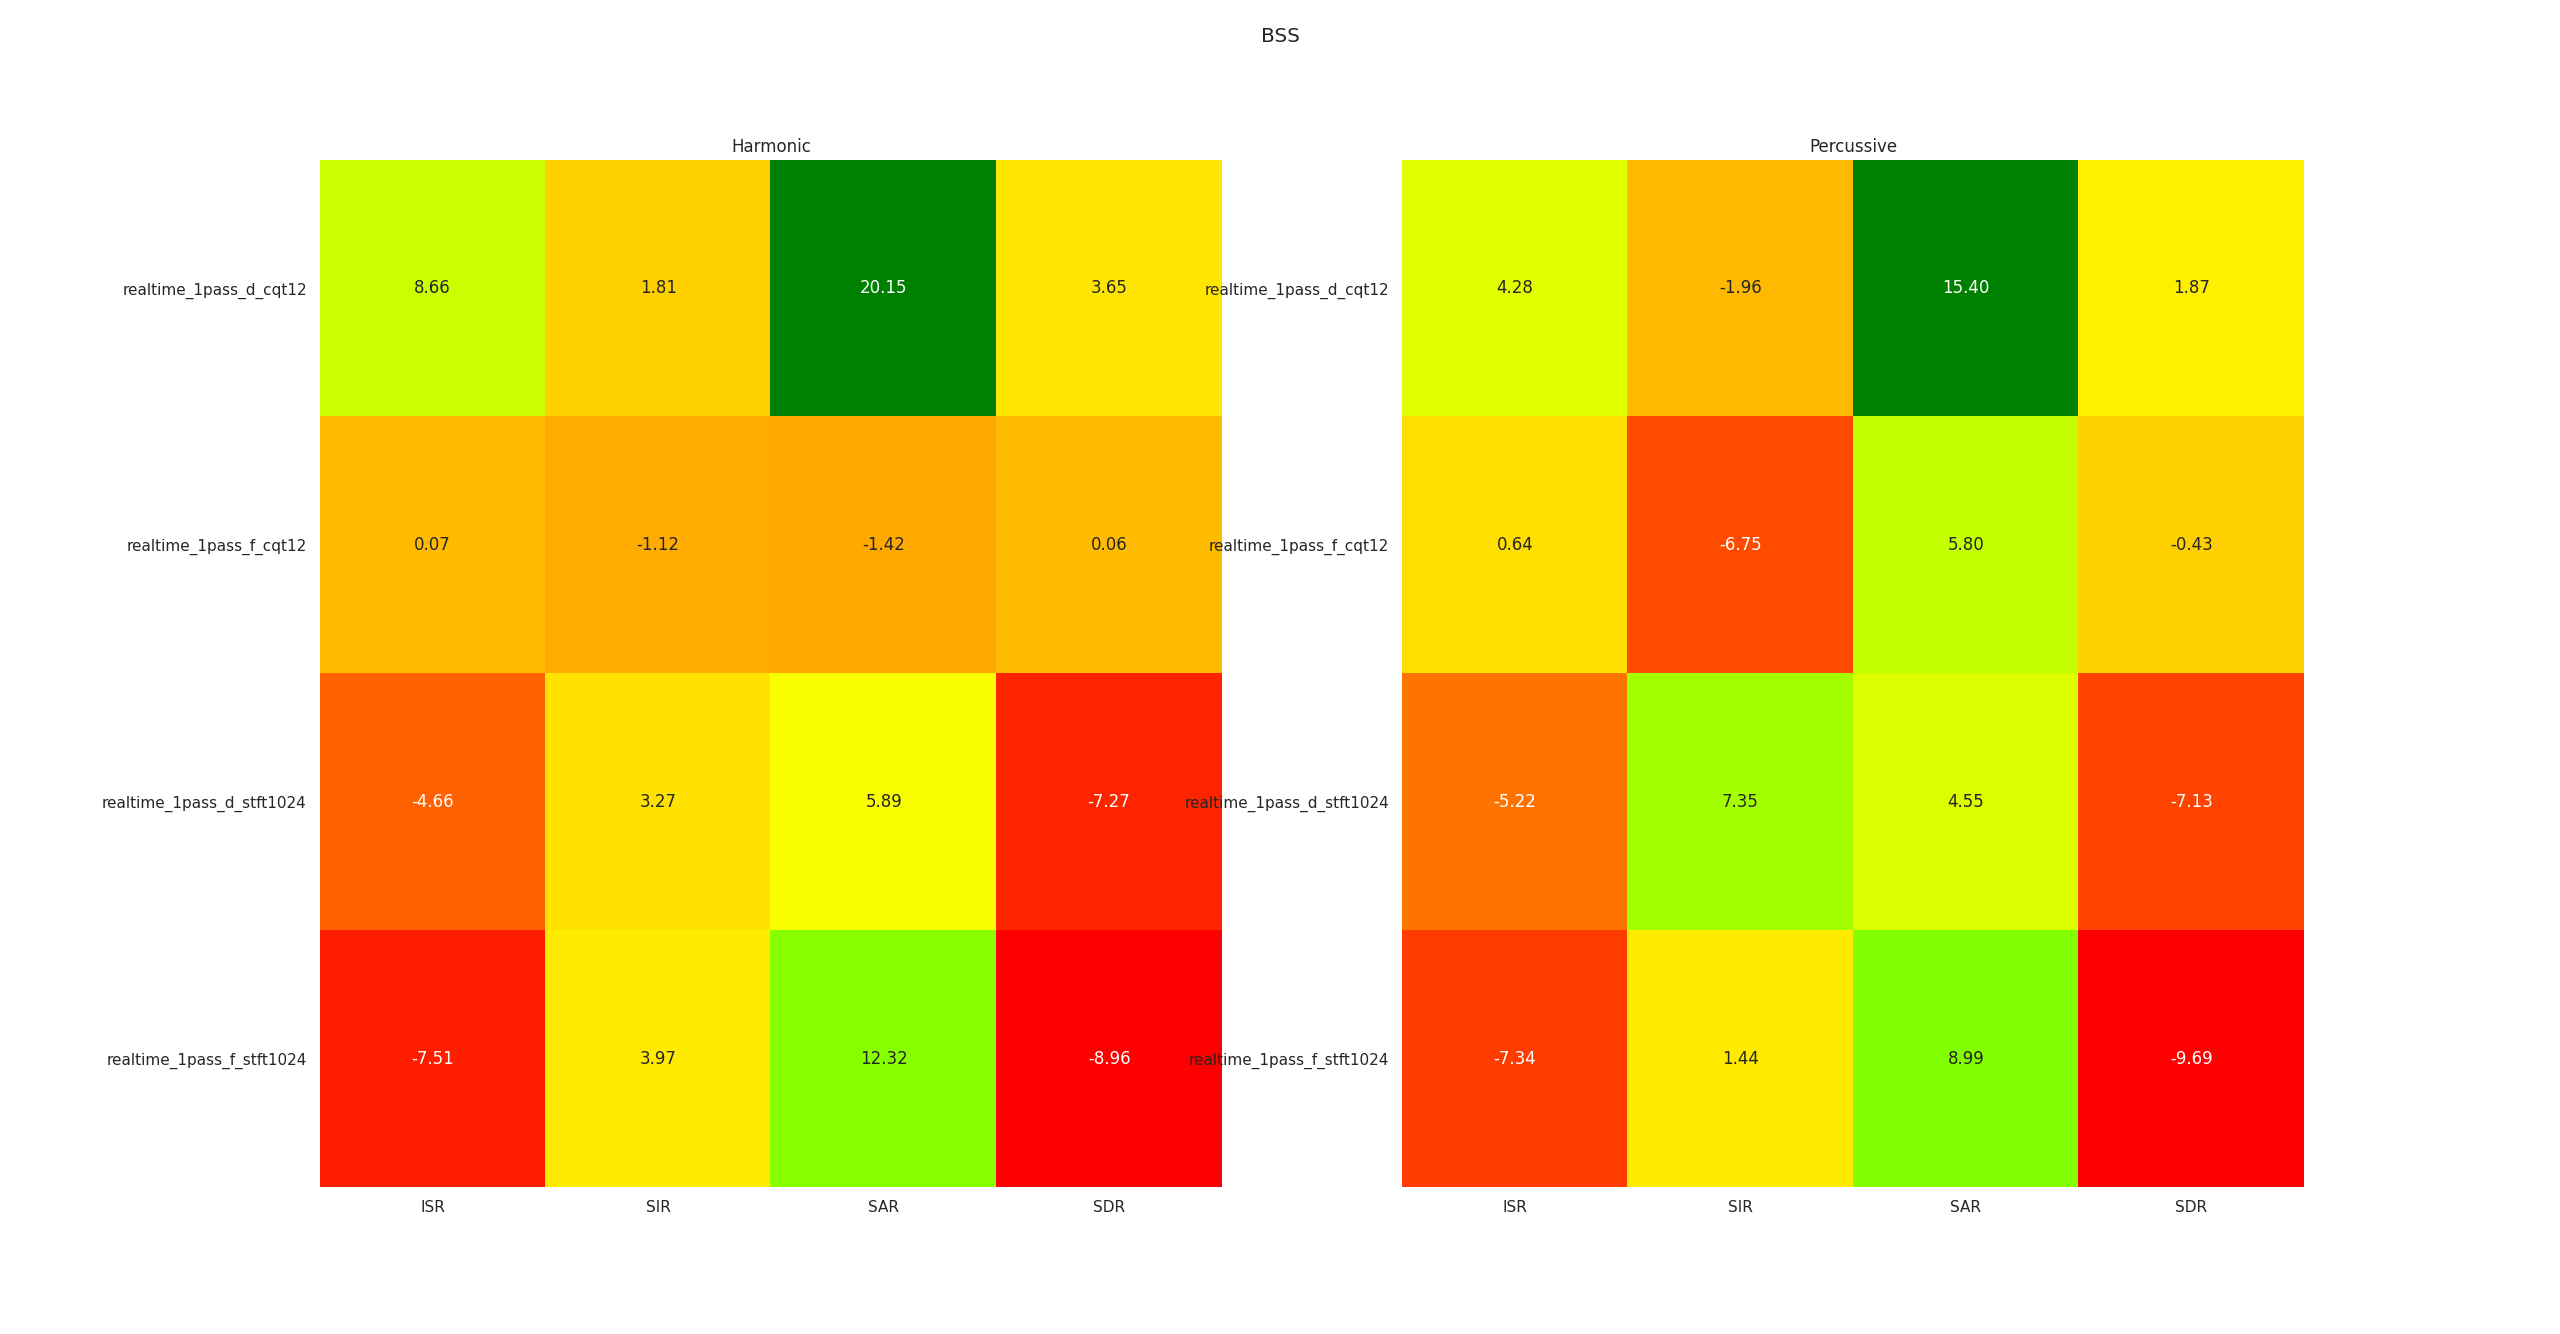 BSS
Harmonic
realtime_1pass_d_cqt12 8.66 1.81 20.15 3.65
realtime_1pass_f_cqt12 0.07 -1.12 -1.42 0.06
realtime_1pass_d_stft1024 -4.66 3.27 5.89 -7.27
realtime_1pass_f_stft1024 -7.51 3.97 12.32 -8.96
ISR SIR SAR SDR
Percussive
realtime_1pass_d_cqt12 4.28 -1.96 15.40 1.87
realtime_1pass_f_cqt12 0.64 -6.75 5.80 -0.43
realtime_1pass_d_stft1024 -5.22 7.35 4.55 -7.13
realtime_1pass_f_stft1024 -7.34 1.44 8.99 -9.69
ISR SIR SAR SDR